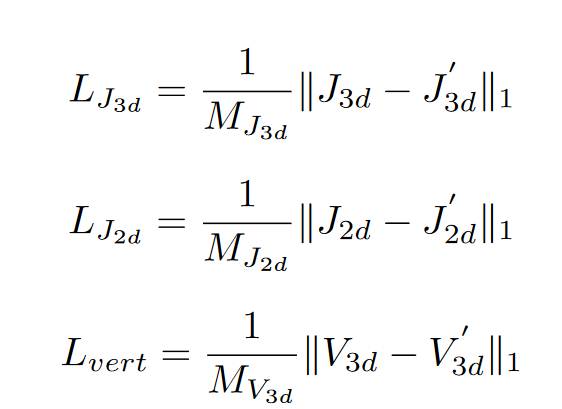 $L_{J_{3d}} = \frac{1}{M_{J_{3d}}} \| J_{3d} - J_{3d}^{'} \|_1$
$L_{J_{2d}} = \frac{1}{M_{J_{2d}}} \| J_{2d} - J_{2d}^{'} \|_1$
$L_{vert} = \frac{1}{M_{V_{3d}}} \| V_{3d} - V_{3d}^{'} \|_1$